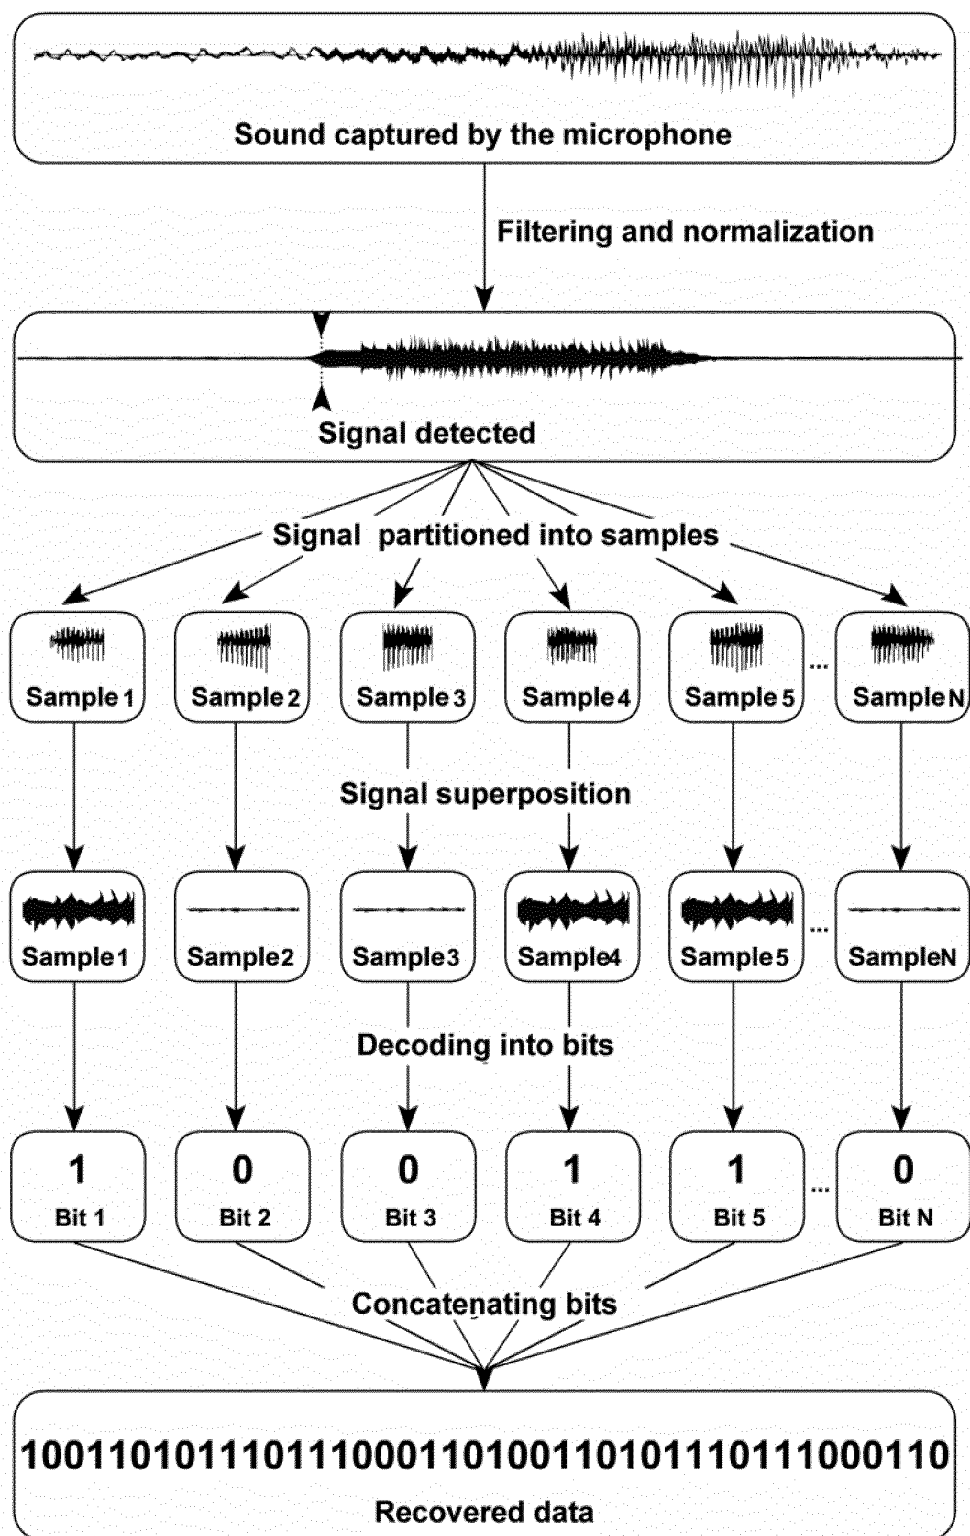 Sound captured by the microphone
Filtering and normalization
Signal detected
Signal partitioned into samples
Sample 1 Sample 2 Sample 3 Sample 4 Sample 5 ... Sample N
Signal superposition
Sample 1 Sample 2 Sample 3 Sample 4 Sample 5 ... Sample N
Decoding into bits
1 0 0 1 1 ... 0
Bit 1 Bit 2 Bit 3 Bit 4 Bit 5 Bit N
Concatenating bits
100110101110111000110100110101110111000110
Recovered data